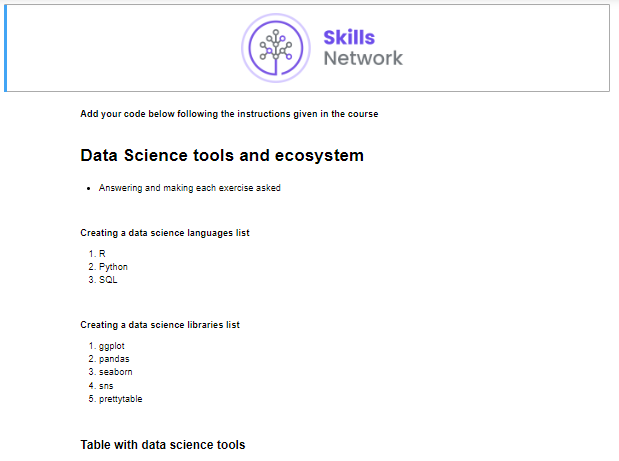 Skills
Network
Add your code below following the instructions given in the course
Data Science tools and ecosystem
• Answering and making each exercise asked
Creating a data science languages list
1. R
2. Python
3. SQL
Creating a data science libraries list
1. ggplot
2. pandas
3. seaborn
4. sns
5. prettytable
Table with data science tools